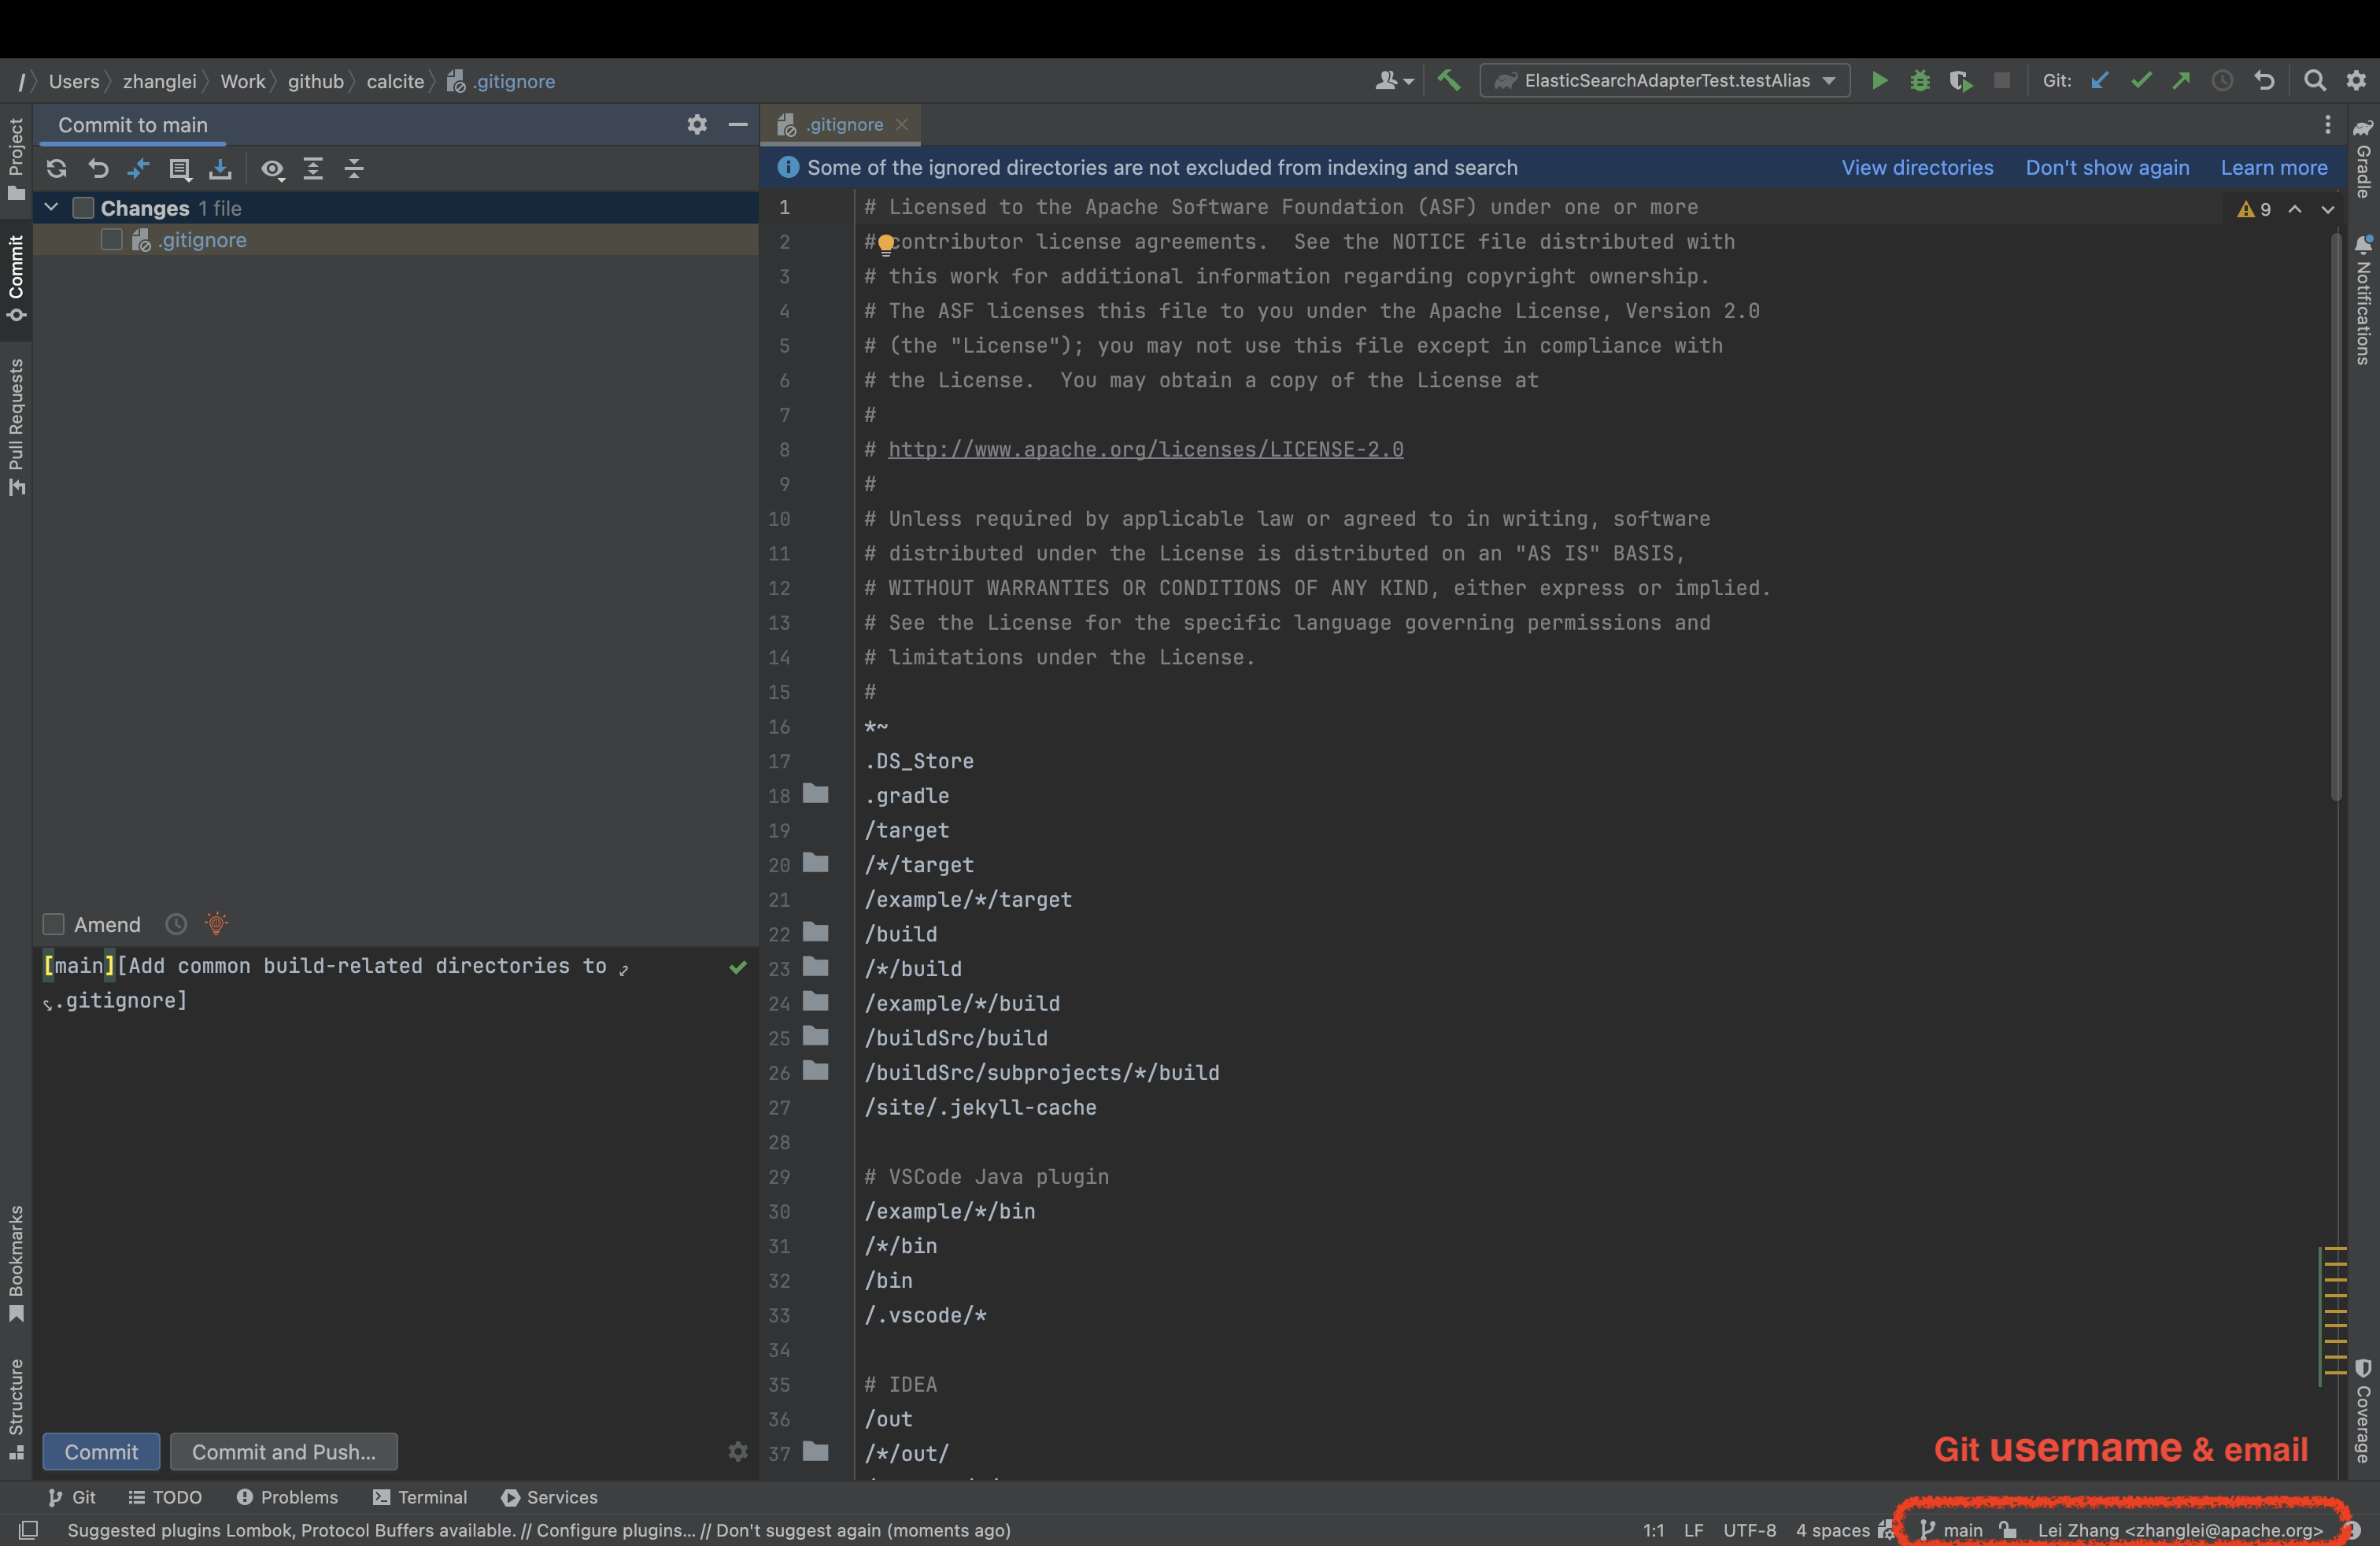 / Users zhanglei Work github calcite .gitignore
ElasticSearchAdapterTest.testAlias
Git:
Project
Commit
Pull Requests
Bookmarks
Structure
Commit to main
Changes 1 file
.gitignore
Amend
[main][Add common build-related directories to
.gitignore]
Commit
Commit and Push...
.gitignore
Some of the ignored directories are not excluded from indexing and search
View directories
Don't show again
Learn more
9
1 # Licensed to the Apache Software Foundation (ASF) under one or more
2 # contributor license agreements.  See the NOTICE file distributed with
3 # this work for additional information regarding copyright ownership.
4 # The ASF licenses this file to you under the Apache License, Version 2.0
5 # (the "License"); you may not use this file except in compliance with
6 # the License.  You may obtain a copy of the License at
7 #
8 # http://www.apache.org/licenses/LICENSE-2.0
9 #
10 # Unless required by applicable law or agreed to in writing, software
11 # distributed under the License is distributed on an "AS IS" BASIS,
12 # WITHOUT WARRANTIES OR CONDITIONS OF ANY KIND, either express or implied.
13 # See the License for the specific language governing permissions and
14 # limitations under the License.
15 #
16 *~
17 .DS_Store
18 .gradle
19 /target
20 /*/target
21 /example/*/target
22 /build
23 /*/build
24 /example/*/build
25 /buildSrc/build
26 /buildSrc/subprojects/*/build
27 /site/.jekyll-cache
28
29 # VSCode Java plugin
30 /example/*/bin
31 /*/bin
32 /bin
33 /.vscode/*
34
35 # IDEA
36 /out
37 /*/out/
Gradle
Notifications
Coverage
Git username & email
Git
TODO
Problems
Terminal
Services
Suggested plugins Lombok, Protocol Buffers available. // Configure plugins... // Don't suggest again (moments ago)
1:1 LF UTF-8 4 spaces main Lei Zhang <zhanglei@apache.org>